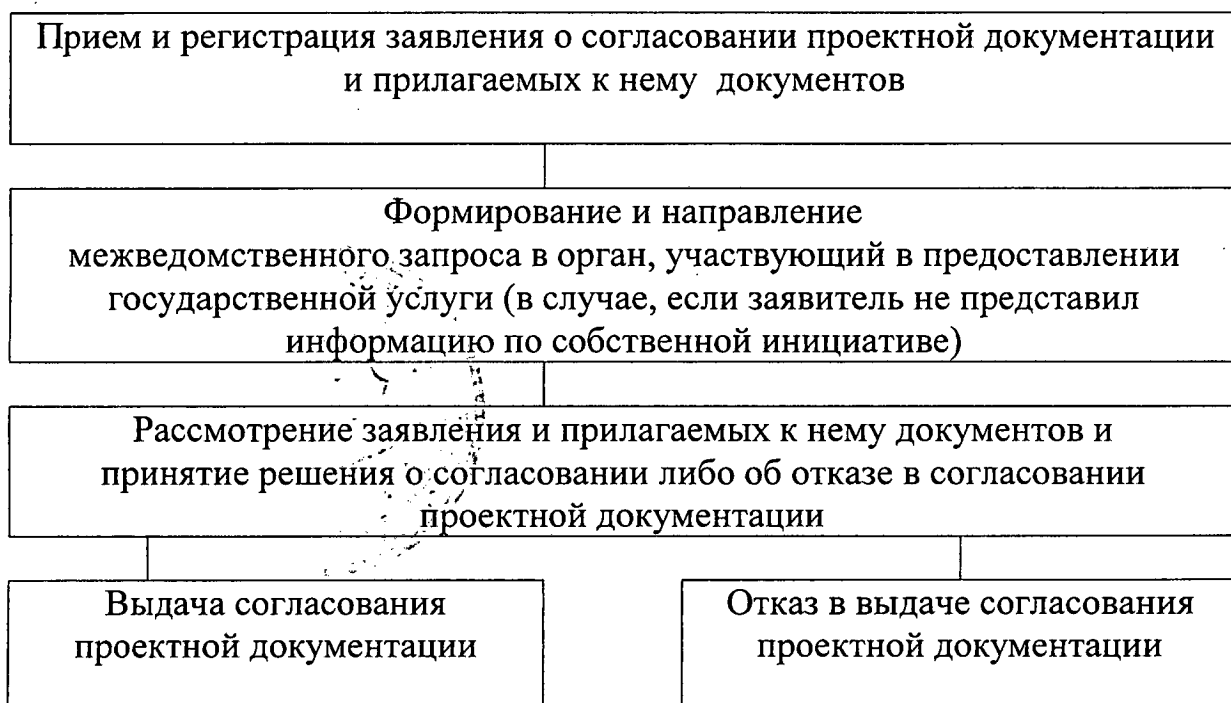 Прием и регистрация заявления о согласовании проектной документации
и прилагаемых к нему документов
Формирование и направление
межведомственного запроса в орган, участвующий в предоставлении
государственной услуги (в случае, если заявитель не представил
информацию по собственной инициативе)
Рассмотрение заявления и прилагаемых к нему документов и
принятие решения о согласовании либо об отказе в согласовании
проектной документации
Выдача согласования
проектной документации
Отказ в выдаче согласования
проектной документации